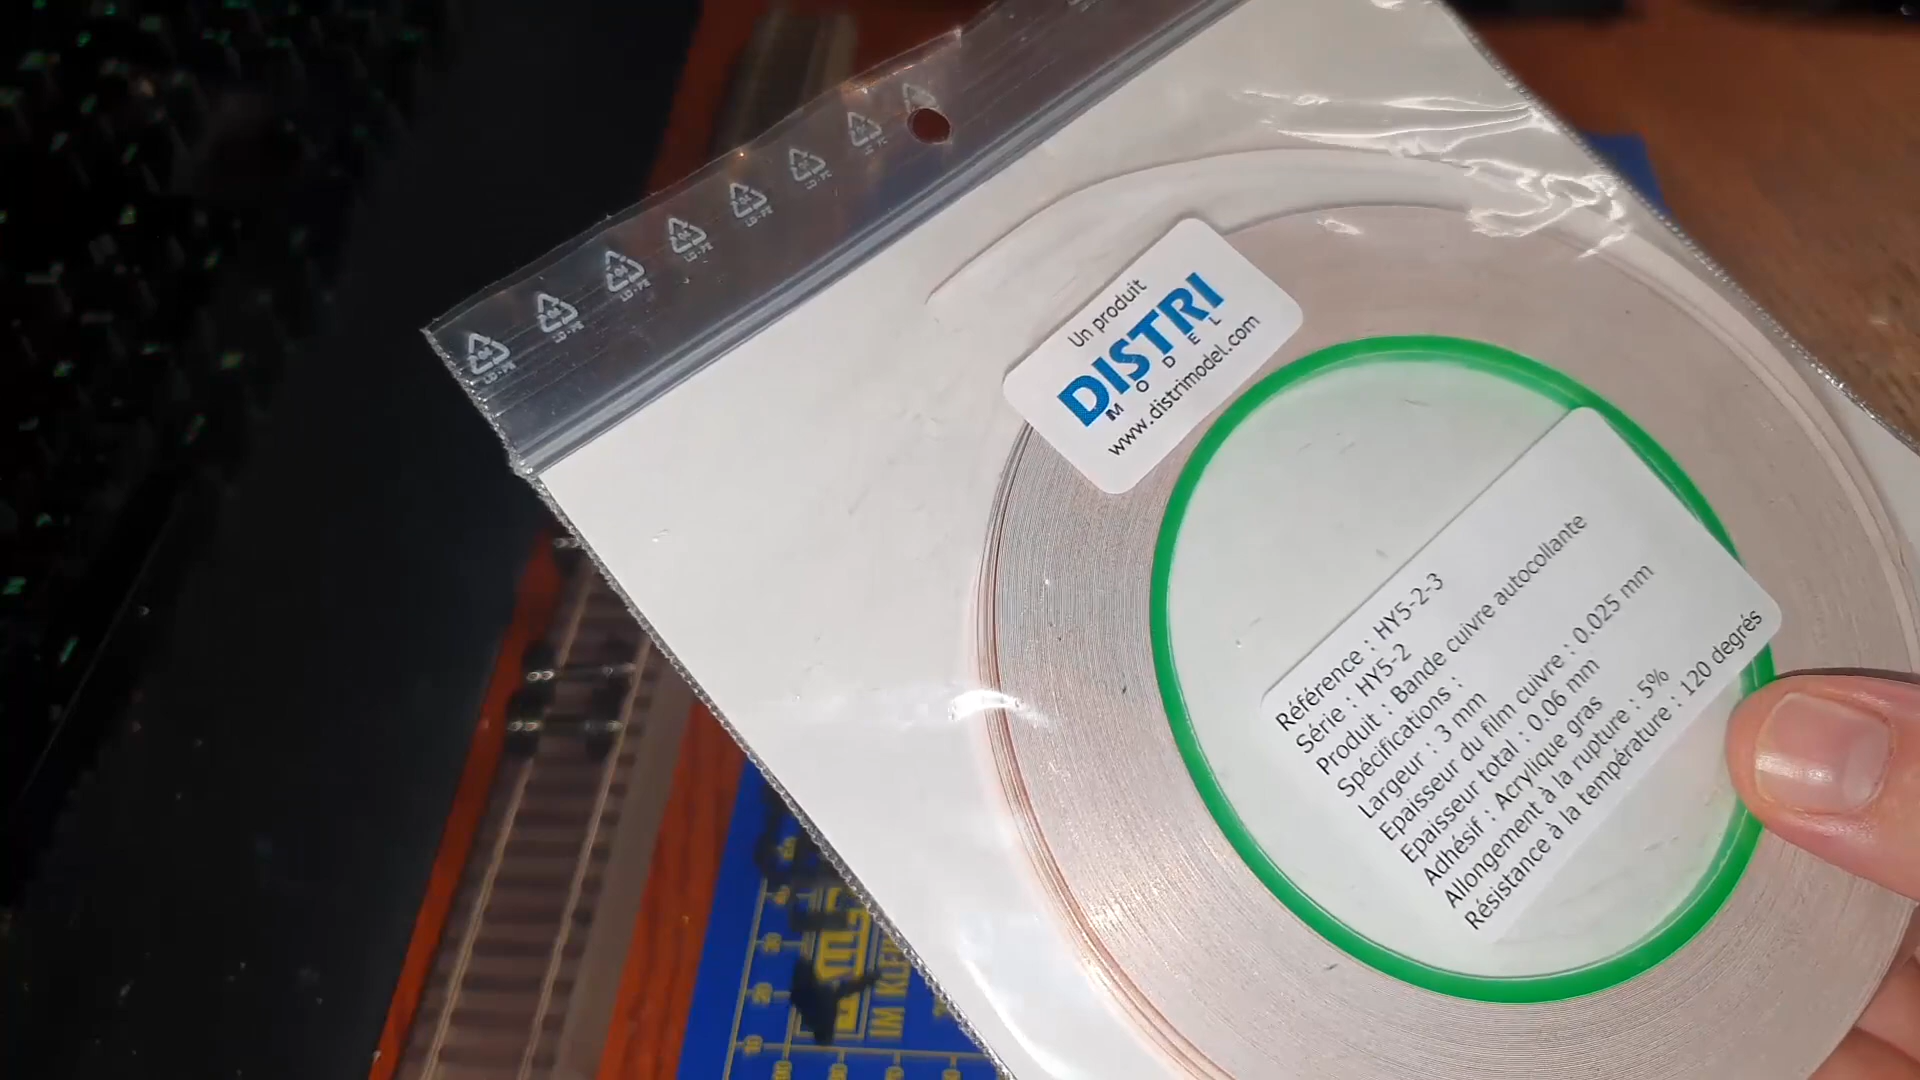 Un produit
DISTRI
MODEL
www.distrimodel.com
Référence : HY5-2-3
Série : HY5-2
Produit : Bande cuivre autocollante
Spécifications :
Largeur : 3 mm
Epaisseur du film cuivre : 0.025 mm
Epaisseur total : 0.06 mm
Adhésif : Acrylique gras
Allongement à la rupture : 5%
Résistance à la température : 120 degrés
IM KLEI